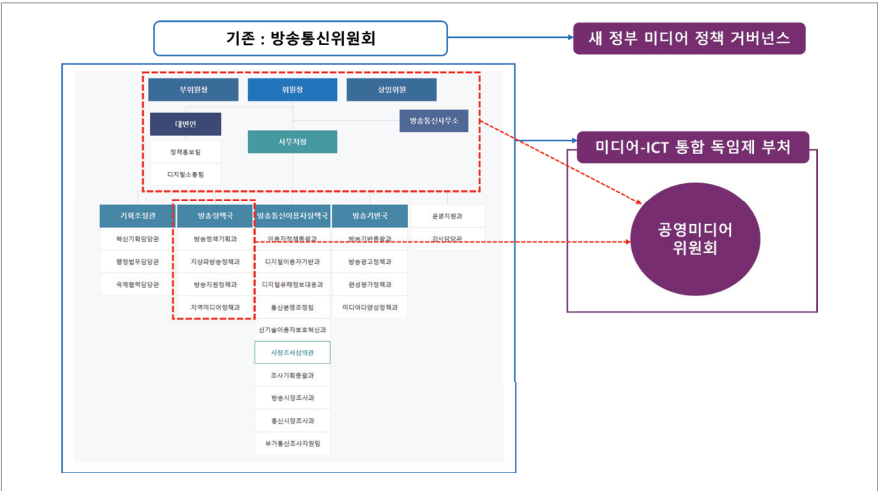 기존 : 방송통신위원회
새 정부 미디어 정책 거버넌스
부위원장
위원장
상임위원
대변인
방송통신사무소
사무처장
정책홍보팀
디지털소통팀
미디어-ICT 통합 독임제 부처
공영미디어
위원회
기획조정관
방송정책국
방송통신이용자정책국
방송기반국
운영지원과
혁신기획담당관
방송정책기획과
이용자정책총괄과
방송기반총괄과
감사담당관
행정법무담당관
지상파방송정책과
디지털이용자기반과
방송광고정책과
국제협력담당관
방송지원정책과
디지털유해정보대응과
편성평가정책과
지역미디어정책과
통신분쟁조정팀
미디어다양성정책과
신기술이용자보호혁신과
시장조사심의관
조사기획총괄과
방송시장조사과
통신시장조사과
부가통신조사지원팀